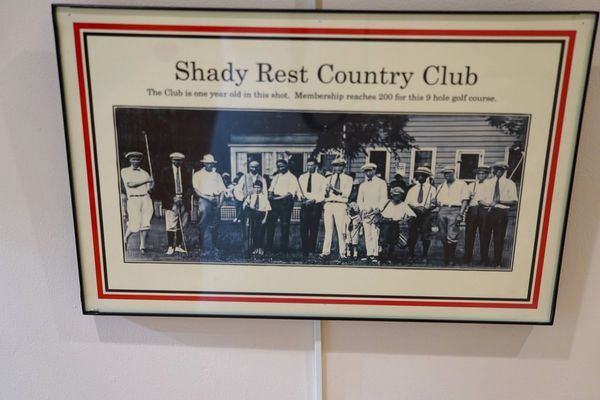 Shady Rest Country Club
The Club is one year old in this shot. Membership reaches 200 for this 9 hole golf course.